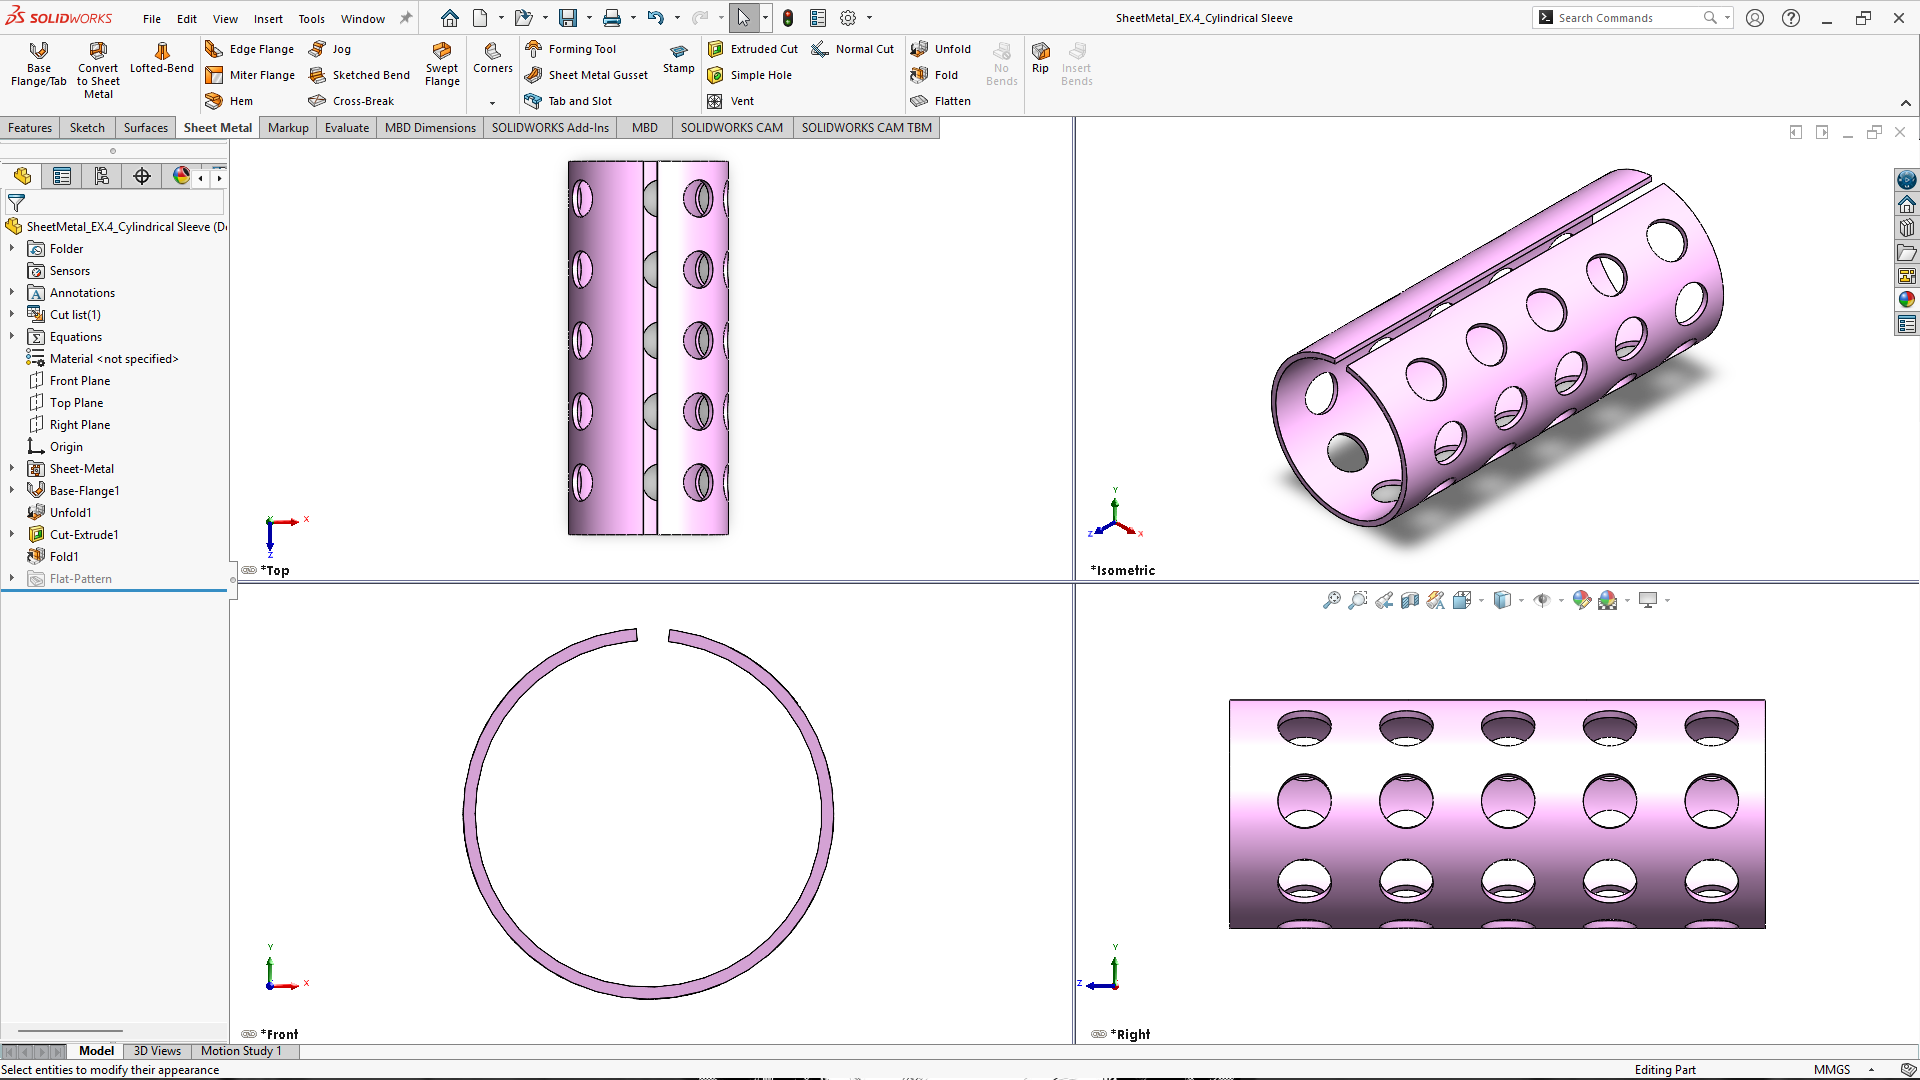 SOLIDWORKS
File Edit View Insert Tools Window
SheetMetal_EX.4_Cylindrical Sleeve
Search Commands
Base Flange/Tab
Convert to Sheet Metal
Lofted-Bend
Edge Flange
Miter Flange
Hem
Jog
Sketched Bend
Cross-Break
Swept Flange
Corners
Forming Tool
Sheet Metal Gusset
Tab and Slot
Stamp
Extruded Cut
Simple Hole
Vent
Normal Cut
Unfold
Fold
Flatten
No Bends
Rip
Insert Bends
Features Sketch Surfaces Sheet Metal Markup Evaluate MBD Dimensions SOLIDWORKS Add-Ins MBD SOLIDWORKS CAM SOLIDWORKS CAM TBM
SheetMetal_EX.4_Cylindrical Sleeve (D
Folder
Sensors
Annotations
Cut list(1)
Equations
Material <not specified>
Front Plane
Top Plane
Right Plane
Origin
Sheet-Metal
Base-Flange1
Unfold1
Cut-Extrude1
Fold1
Flat-Pattern
X
Z
*Top
Y
Z
X
*Isometric
Y
X
*Front
Y
Z
*Right
Model 3D Views Motion Study 1
Select entities to modify their appearance
Editing Part
MMGS